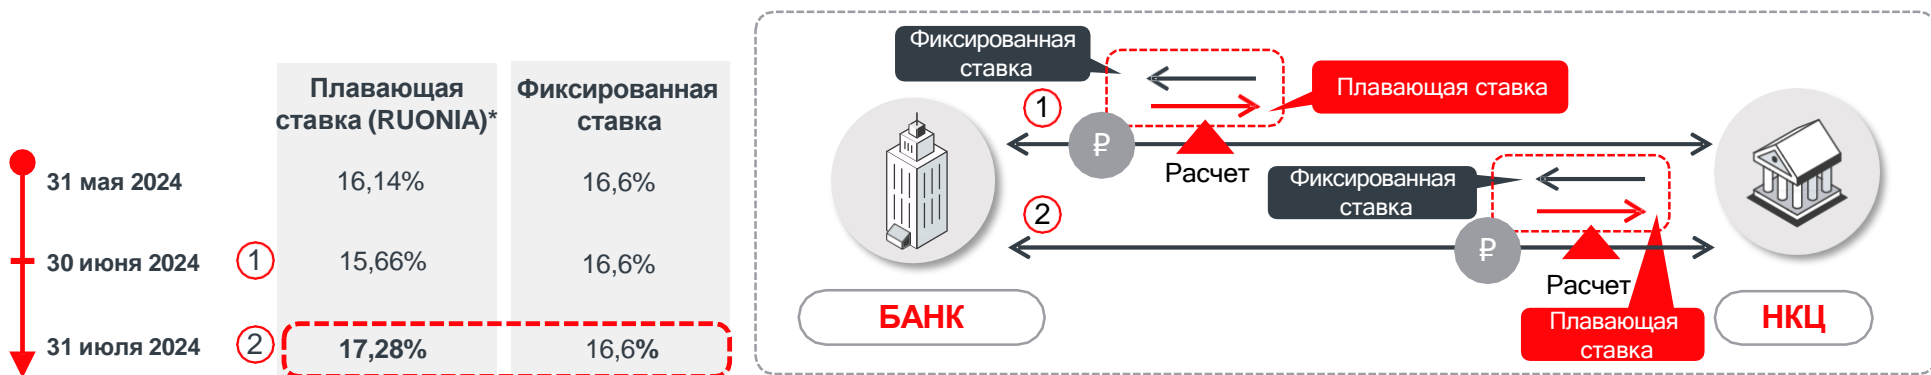 Плавающая
ставка (RUONIA)*
Фиксированная
ставка
31 мая 2024
16,14%
16,6%
30 июня 2024
1
15,66%
16,6%
31 июля 2024
2
17,28%
16,6%
Фиксированная
ставка
Плавающая ставка
1
₽
Расчет
Фиксированная
ставка
2
₽
Расчет
Плавающая
ставка
БАНК
НКЦ